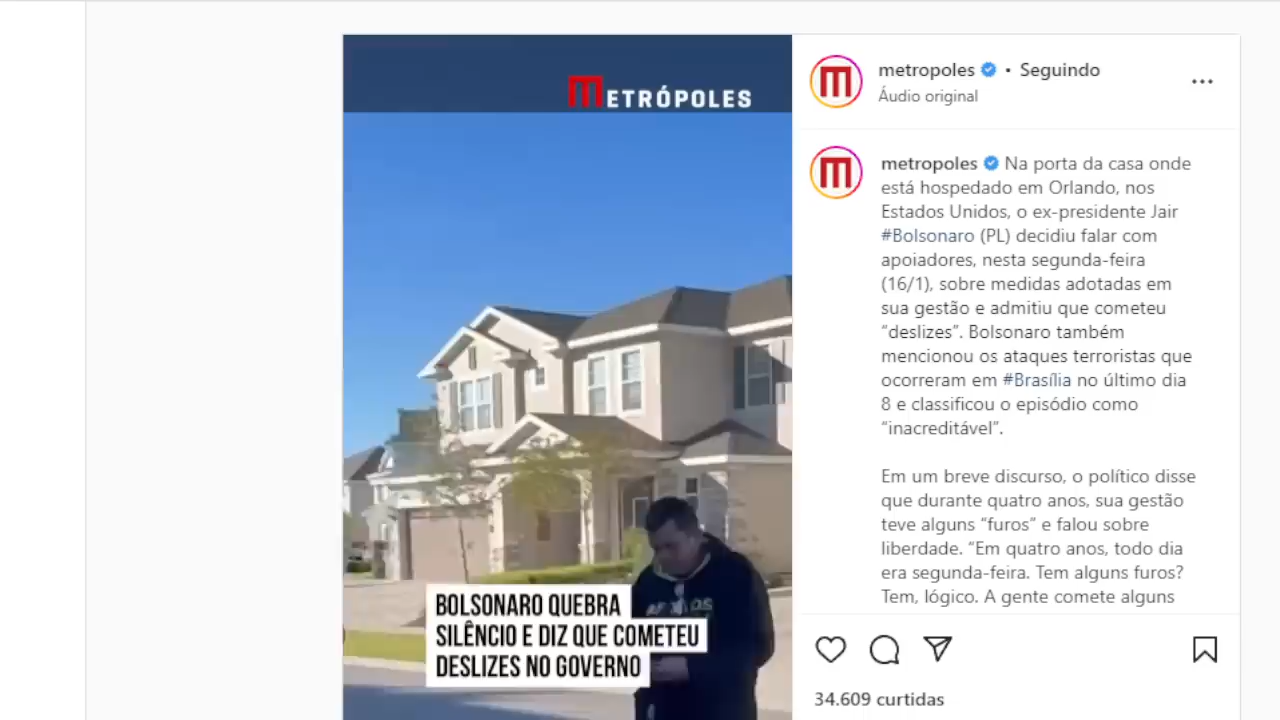 METRÓPOLES
BOLSONARO QUEBRA
SILÊNCIO E DIZ QUE COMETEU
DESLIZES NO GOVERNO
metropoles • Seguindo
Áudio original
metropoles Na porta da casa onde
está hospedado em Orlando, nos
Estados Unidos, o ex-presidente Jair
#Bolsonaro (PL) decidiu falar com
apoiadores, nesta segunda-feira
(16/1), sobre medidas adotadas em
sua gestão e admitiu que cometeu
“deslizes”. Bolsonaro também
mencionou os ataques terroristas que
ocorreram em #Brasília no último dia
8 e classificou o episódio como
“inacreditável”.
Em um breve discurso, o político disse
que durante quatro anos, sua gestão
teve alguns “furos” e falou sobre
liberdade. “Em quatro anos, todo dia
era segunda-feira. Tem alguns furos?
Tem, lógico. A gente comete alguns
34.609 curtidas